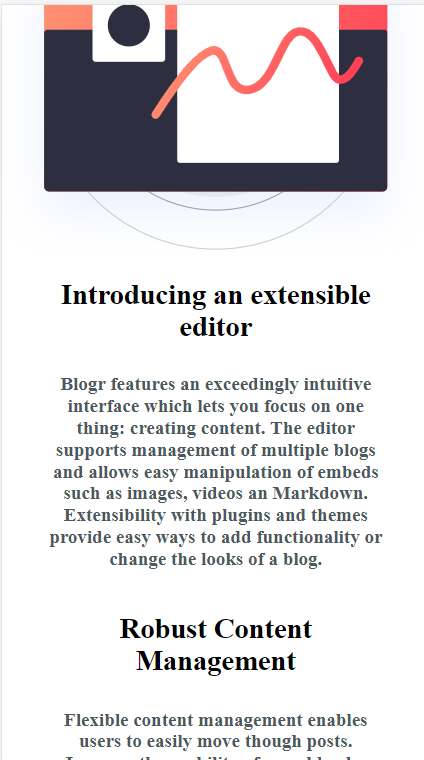 Introducing an extensible
editor
Blogr features an exceedingly intuitive
interface which lets you focus on one
thing: creating content. The editor
supports management of multiple blogs
and allows easy manipulation of embeds
such as images, videos an Markdown.
Extensibility with plugins and themes
provide easy ways to add functionality or
change the looks of a blog.
Robust Content
Management
Flexible content management enables
users to easily move though posts.